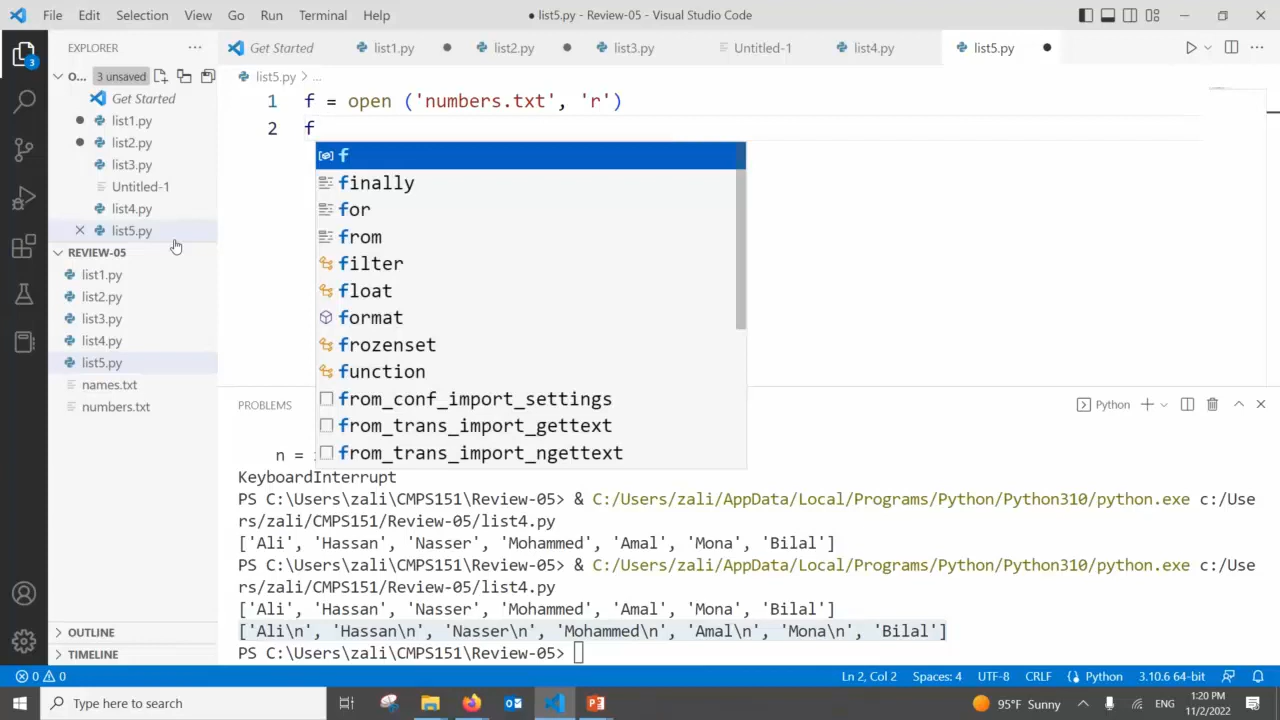 File Edit Selection View Go Run Terminal Help
● list5.py - Review-05 - Visual Studio Code
EXPLORER ...
Get Started list1.py list2.py list3.py Untitled-1 list4.py list5.py
O... 3 unsaved
list5.py > ...
Get Started
list1.py
list2.py
list3.py
Untitled-1
list4.py
list5.py
REVIEW-05
list1.py
list2.py
list3.py
list4.py
list5.py
names.txt
numbers.txt
OUTLINE
TIMELINE
3
1 f = open ('numbers.txt', 'r')
2 f
f
finally
for
from
filter
float
format
frozenset
function
from_conf_import_settings
from_trans_import_gettext
from_trans_import_ngettext
PROBLEMS
Python
n =
KeyboardInterrupt
PS C:\Users\zali\CMPS151\Review-05> & C:/Users/zali/AppData/Local/Programs/Python/Python310/python.exe c:/Use
rs/zali/CMPS151/Review-05/list4.py
['Ali', 'Hassan', 'Nasser', 'Mohammed', 'Amal', 'Mona', 'Bilal']
PS C:\Users\zali\CMPS151\Review-05> & C:/Users/zali/AppData/Local/Programs/Python/Python310/python.exe c:/Use
rs/zali/CMPS151/Review-05/list4.py
['Ali', 'Hassan', 'Nasser', 'Mohammed', 'Amal', 'Mona', 'Bilal']
['Ali\n', 'Hassan\n', 'Nasser\n', 'Mohammed\n', 'Amal\n', 'Mona\n', 'Bilal']
PS C:\Users\zali\CMPS151\Review-05>
0 0 Ln 2, Col 2 Spaces: 4 UTF-8 CRLF Python 3.10.6 64-bit
Type here to search
95°F Sunny ENG
1:20 PM
11/2/2022